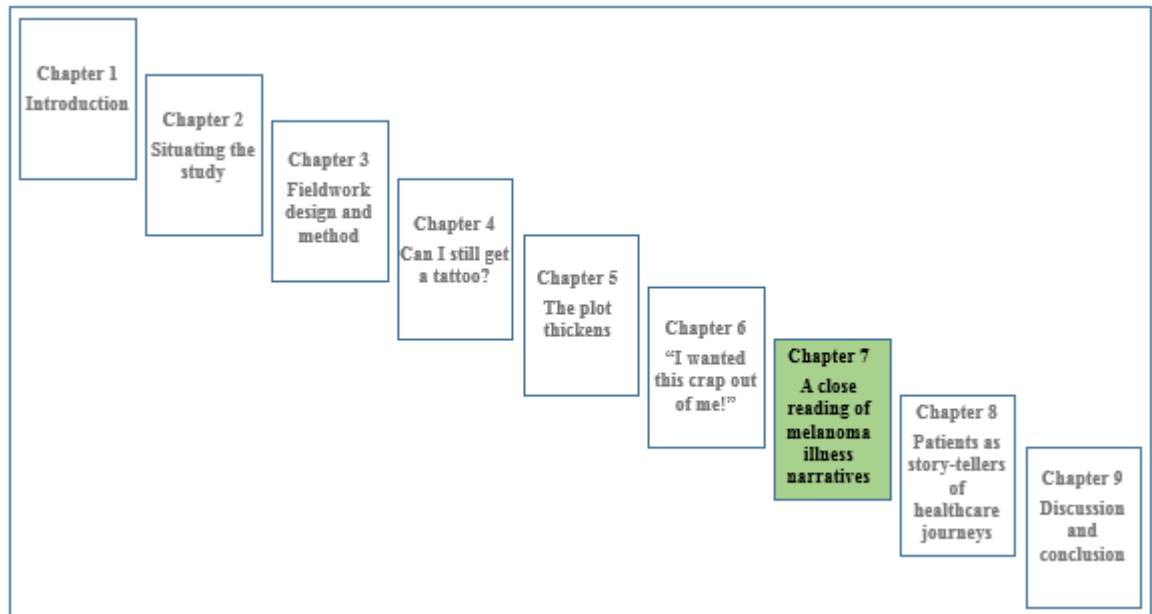 Chapter 1
Introduction
Chapter 2
Situating the
study
Chapter 3
Fieldwork
design and
method
Chapter 4
Can I still get
a tattoo?
Chapter 5
The plot
thickens
Chapter 6
“I wanted
this crap out
of me!”
Chapter 7
A close
reading of
melanoma
illness
narratives
Chapter 8
Patients as
story-tellers
of
healthcare
journeys
Chapter 9
Discussion
and
conclusion